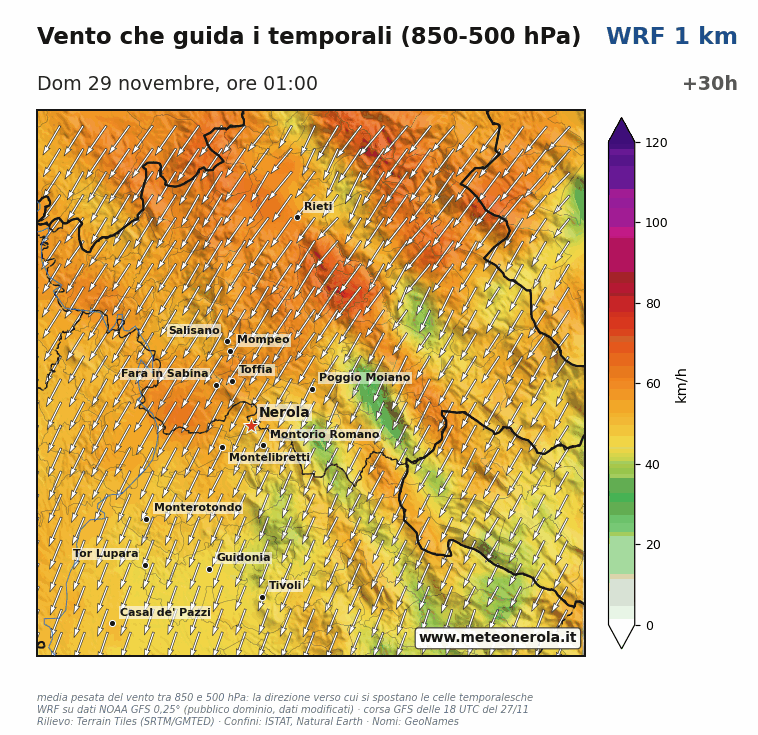 Vento che guida i temporali (850-500 hPa) WRF 1 km
Dom 29 novembre, ore 01:00 +30h
Rieti
Salisano
Mompeo
Fara in Sabina
Toffia
Poggio Moiano
Nerola
Montorio Romano
Montelibretti
Monterotondo
Tor Lupara
Guidonia
Tivoli
Casal de' Pazzi
www.meteonerola.it
120
100
80
60
40
20
0
km/h
media pesata del vento tra 850 e 500 hPa: la direzione verso cui si spostano le celle temporalesche
WRF su dati NOAA GFS 0,25° (pubblico dominio, dati modificati) · corsa GFS delle 18 UTC del 27/11
Rilievo: Terrain Tiles (SRTM/GMTED) · Confini: ISTAT, Natural Earth · Nomi: GeoNames